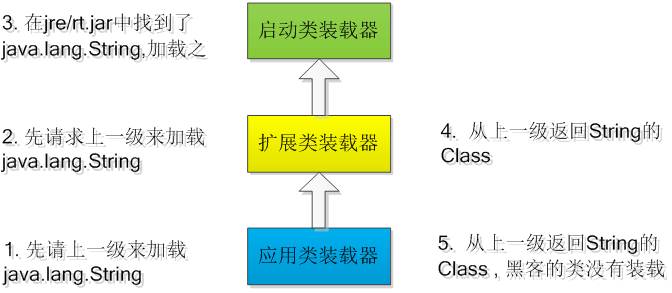 3. 在jre/rt.jar中找到了
java.lang.String,加载之
启动类装载器
2. 先请求上一级来加载
java.lang.String
扩展类装载器
4. 从上一级返回String的
Class
1. 先请上一级来加载
java.lang.String
应用类装载器
5. 从上一级返回String的
Class , 黑客的类没有装载